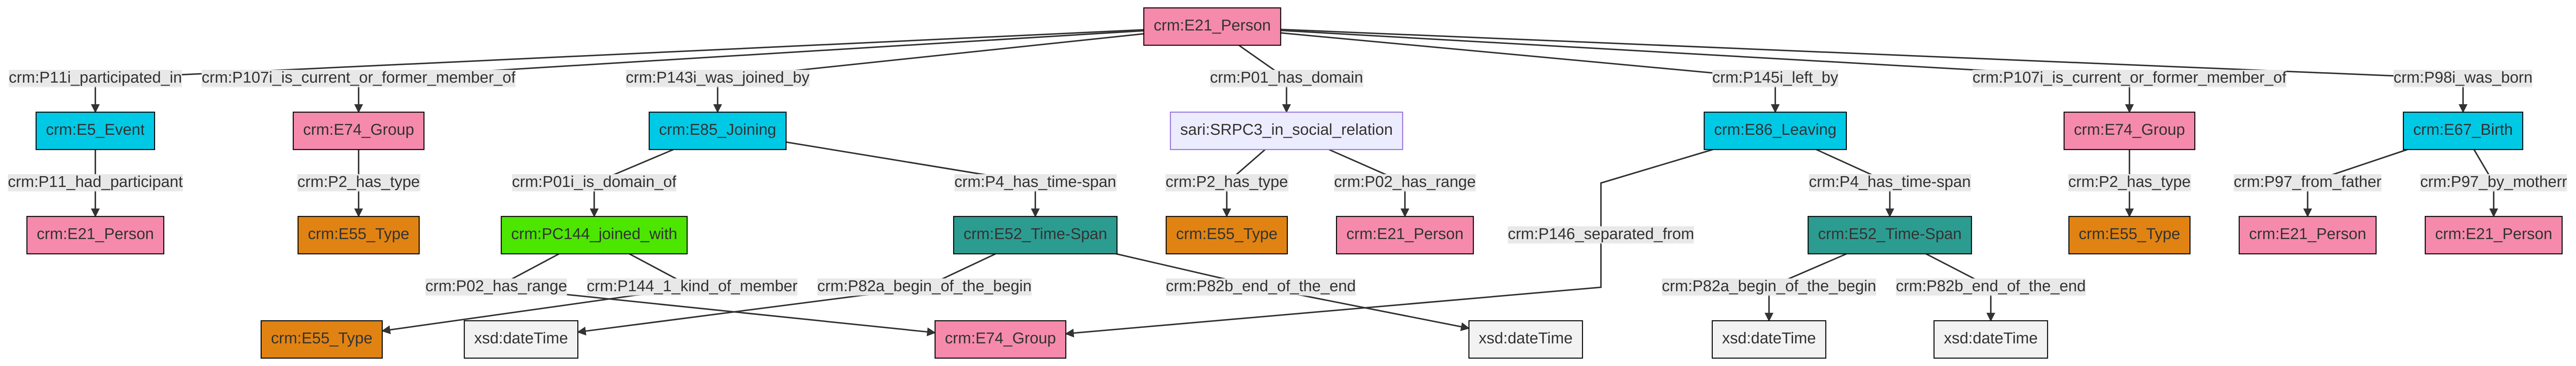 crm:E21_Person
crm:P11i_participated_in
crm:P107i_is_current_or_former_member_of
crm:P143i_was_joined_by
crm:P01_has_domain
crm:P145i_left_by
crm:P107i_is_current_or_former_member_of
crm:P98i_was_born
crm:E5_Event
crm:E74_Group
crm:E85_Joining
sari:SRPC3_in_social_relation
crm:E86_Leaving
crm:E74_Group
crm:E67_Birth
crm:P11_had_participant
crm:P2_has_type
crm:P01i_is_domain_of
crm:P4_has_time-span
crm:P2_has_type
crm:P02_has_range
crm:P4_has_time-span
crm:P2_has_type
crm:P97_from_father
crm:P97_by_motherr
crm:E21_Person
crm:E55_Type
crm:PC144_joined_with
crm:E52_Time-Span
crm:E55_Type
crm:E21_Person
crm:P146_separated_from
crm:E52_Time-Span
crm:E55_Type
crm:E21_Person
crm:E21_Person
crm:P02_has_range
crm:P144_1_kind_of_member
crm:P82a_begin_of_the_begin
crm:P82b_end_of_the_end
crm:P82a_begin_of_the_begin
crm:P82b_end_of_the_end
crm:E55_Type
xsd:dateTime
crm:E74_Group
xsd:dateTime
xsd:dateTime
xsd:dateTime